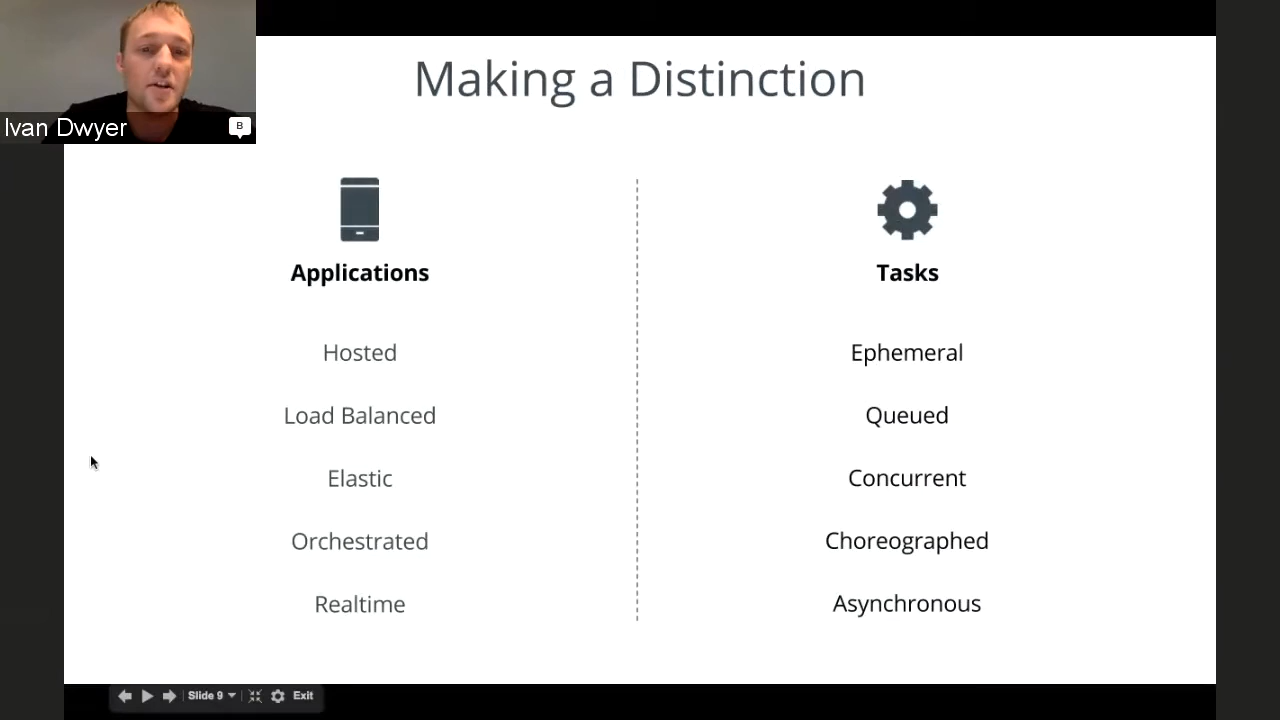 Making a Distinction
Ivan Dwyer
B
Applications
Hosted
Load Balanced
Elastic
Orchestrated
Realtime
Tasks
Ephemeral
Queued
Concurrent
Choreographed
Asynchronous
Slide 9
Exit